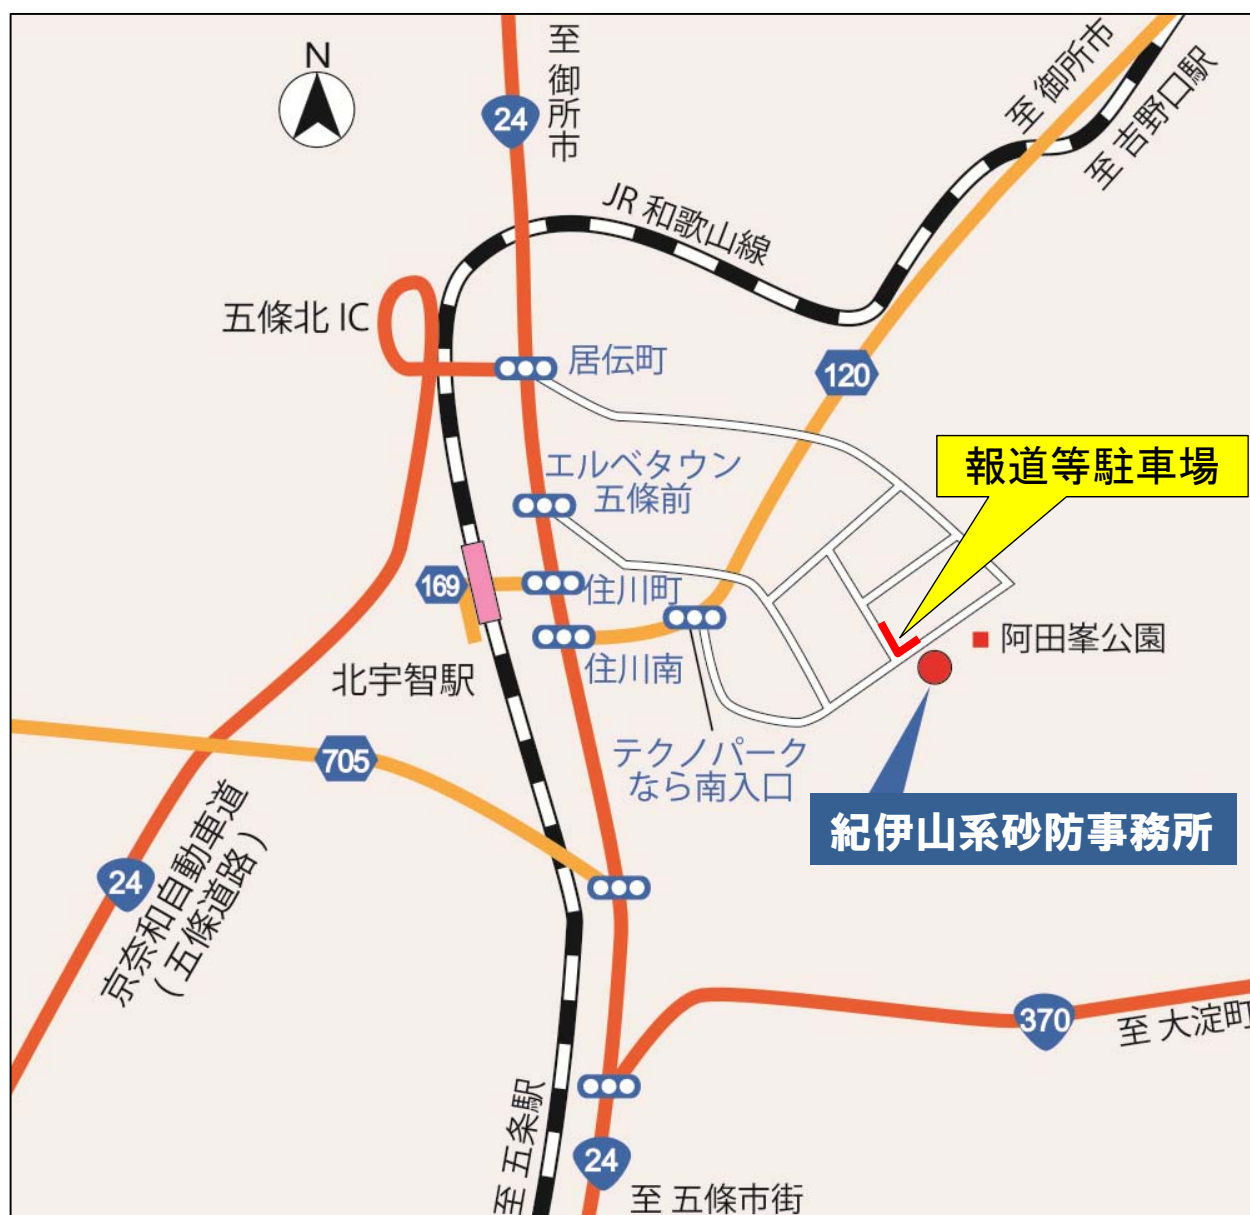 N
24
至 御所市
至 御所市
至 吉野口駅
JR 和歌山線
五條北 IC
居伝町
120
報道等駐車場
エルベタウン
五條前
169
住川町
阿田峯公園
住川南
北宇智駅
テクノパーク
なら南入口
705
紀伊山系砂防事務所
24
京奈和自動車道
( 五條道路 )
370
至 大淀町
至 五条駅
24
至 五條市街